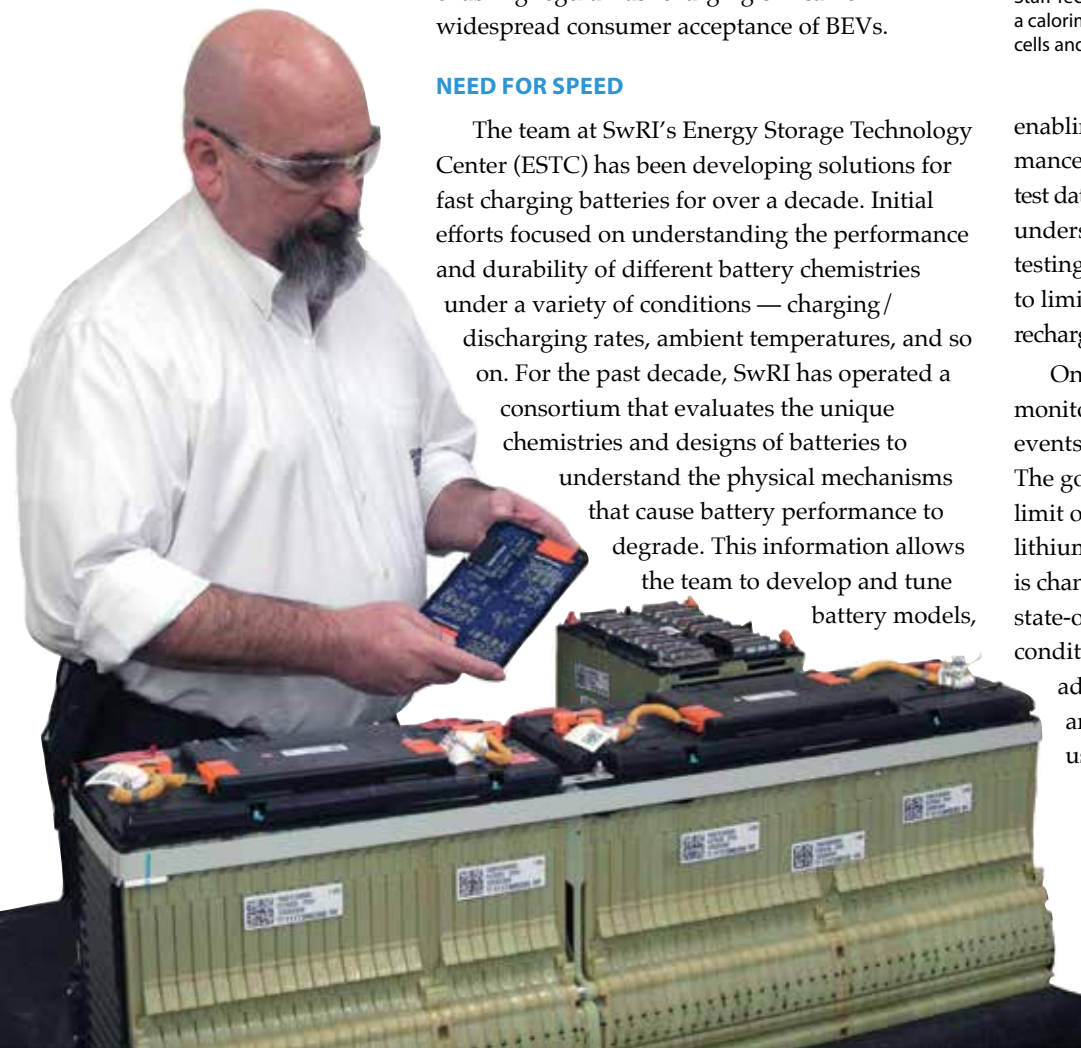 widespread consumer acceptance of BEVs.
NEED FOR SPEED
The team at SwRI's Energy Storage Technology
Center (ESTC) has been developing solutions for
fast charging batteries for over a decade. Initial
efforts focused on understanding the performance
and durability of different battery chemistries
under a variety of conditions — charging/
discharging rates, ambient temperatures, and so
on. For the past decade, SwRI has operated a
consortium that evaluates the unique
chemistries and designs of batteries to
understand the physical mechanisms
that cause battery performance to
degrade. This information allows
the team to develop and tune
battery models,
a calorin
cells and
enablin
mance
test dat
unders
testing
to limi
recharg
On
monito
events
The go
limit o
lithium
is char
state-o
condit
ad
ar
us